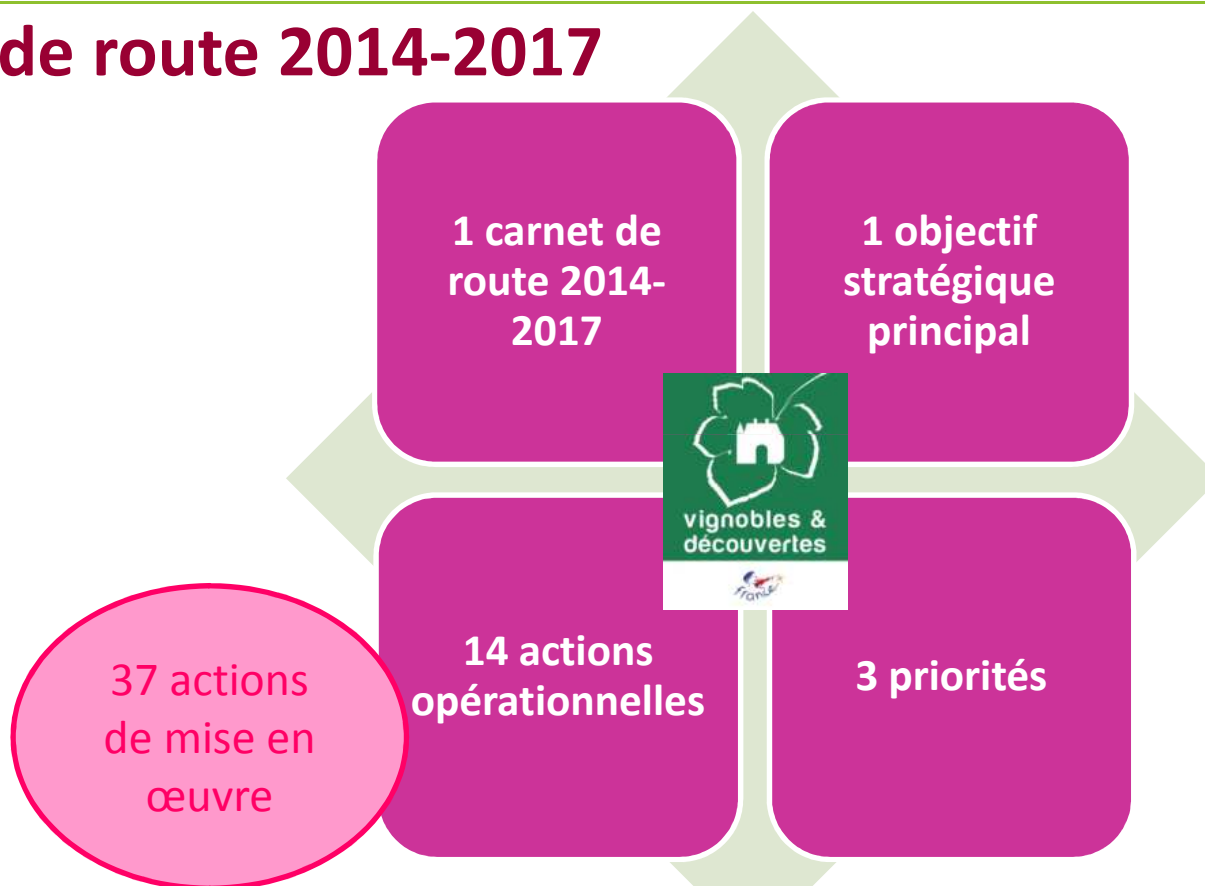 de route 2014-2017
1 carnet de
route 2014-
2017
1 objectif
stratégique
principal
vignobles &
découvertes
france
14 actions
opérationnelles
3 priorités
37 actions
de mise en
œuvre